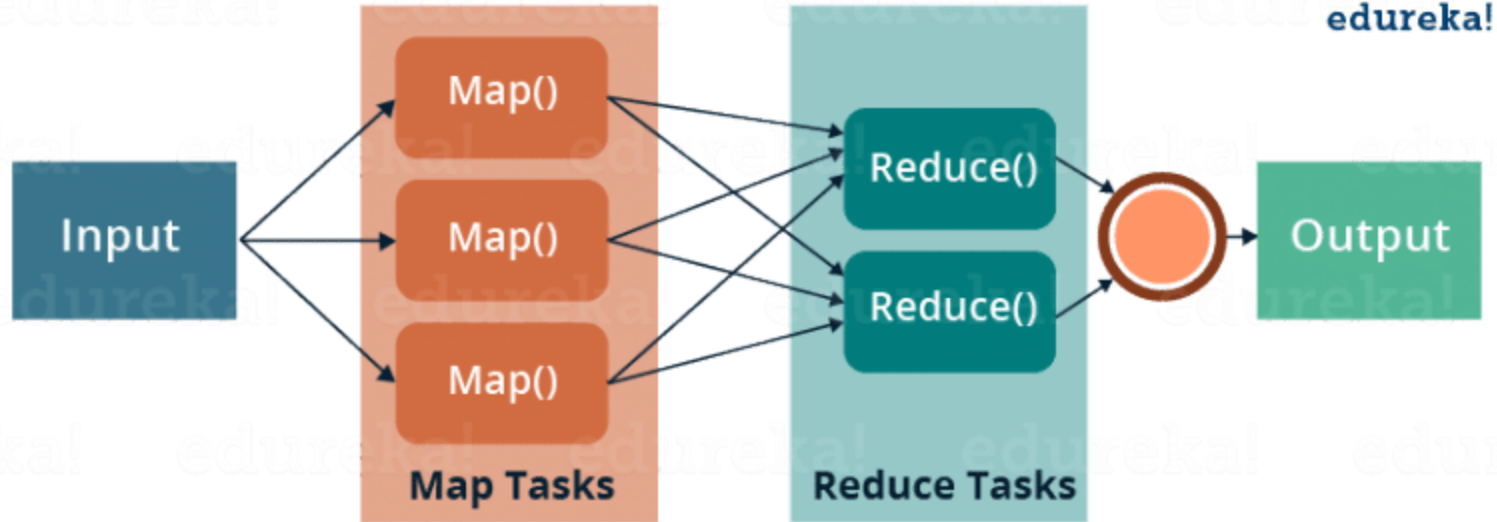 edureka!
Input
Map()
Map()
Map()
Map Tasks
Reduce()
Reduce()
Reduce Tasks
Output